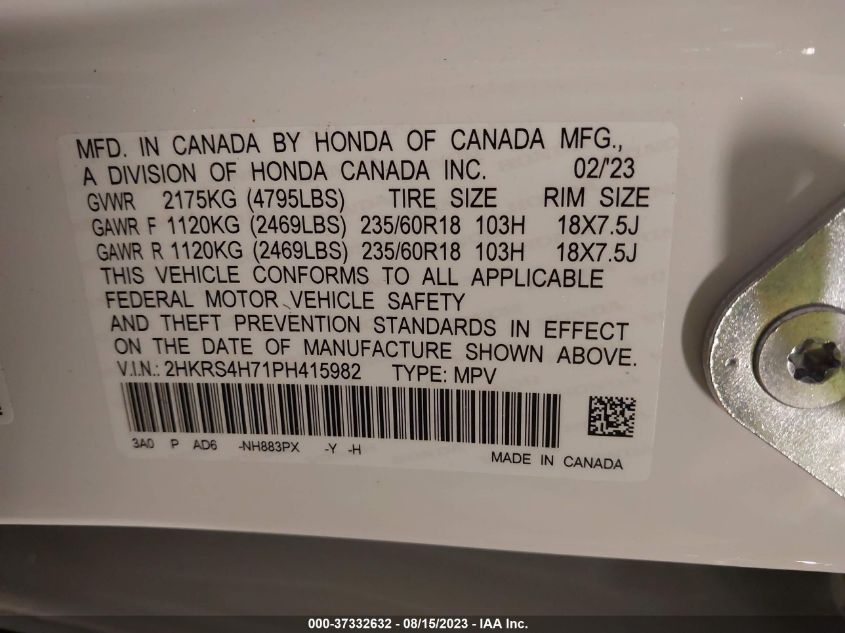 MFD. IN CANADA BY HONDA OF CANADA MFG.,
A DIVISION OF HONDA CANADA INC. 02/'23
GVWR 2175KG (4795LBS) TIRE SIZE RIM SIZE
GAWR F 1120KG (2469LBS) 235/60R18 103H 18X7.5J
GAWR R 1120KG (2469LBS) 235/60R18 103H 18X7.5J
THIS VEHICLE CONFORMS TO ALL APPLICABLE
FEDERAL MOTOR VEHICLE SAFETY
AND THEFT PREVENTION STANDARDS IN EFFECT
ON THE DATE OF MANUFACTURE SHOWN ABOVE.
V.I.N.: 2HKRS4H71PH415982 TYPE: MPV
3A0 P AD6 -NH883PX -Y -H
MADE IN CANADA
000-37332632 - 08/15/2023 - IAA Inc.